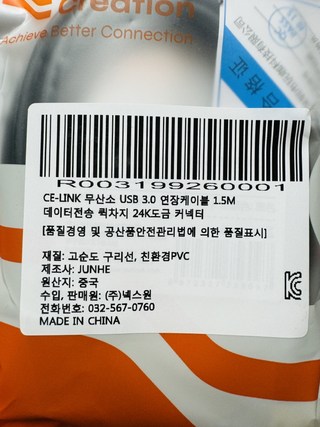 Creation
Achieve Better Connection
合格证
R003199260001
CE-LINK 무산소 USB 3.0 연장케이블 1.5M
데이터전송 퀵차지 24K도금 커넥터
[품질경영 및 공산품안전관리법에 의한 품질표시]
재질: 고순도 구리선, 친환경PVC
제조사: JUNHE
원산지: 중국
수입, 판매원: (주)넥스원
전화번호: 032-567-0760
MADE IN CHINA